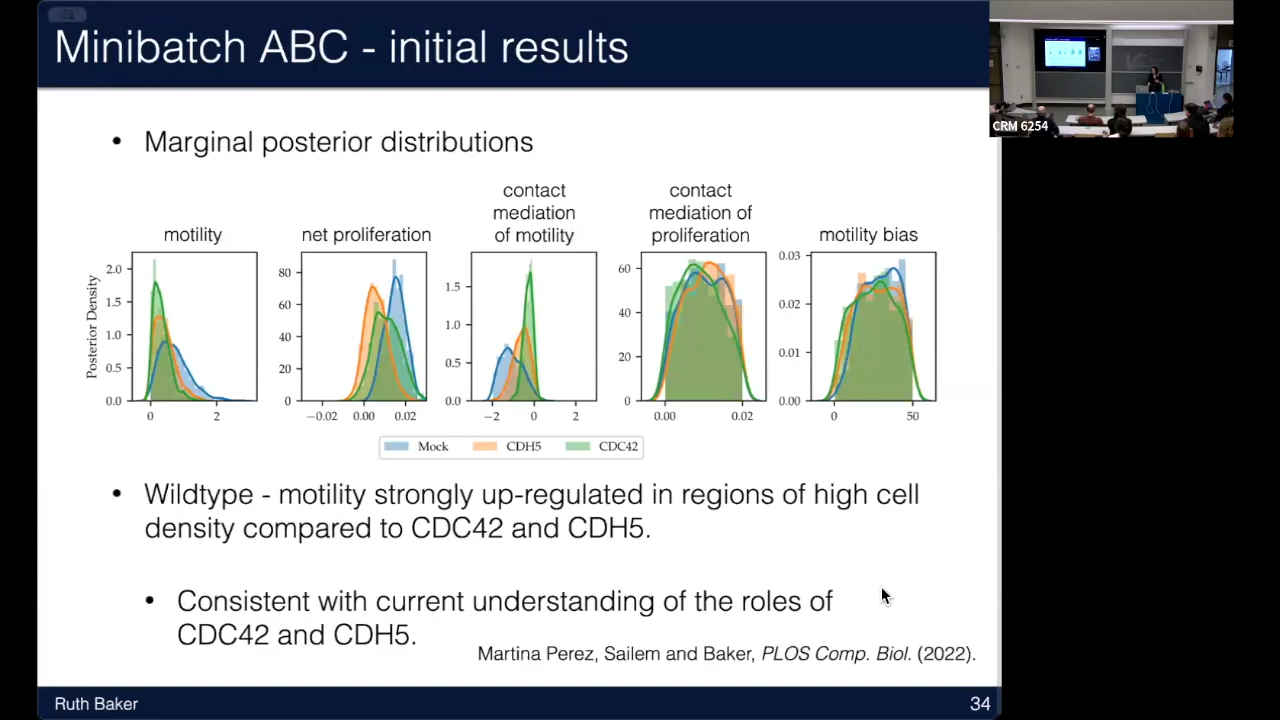 Minibatch ABC - initial results
CRM 6254
• Marginal posterior distributions
motility
net proliferation
contact
mediation
of motility
contact
mediation of
proliferation
motility bias
Posterior Density
2.0
1.5
1.0
0.5
0.0
0
2
80
60
40
20
0
−0.02
0.00
0.02
1.5
1.0
0.5
0.0
−2
0
2
60
40
20
0
0.00
0.02
0.03
0.02
0.01
0.00
0
50
Mock
CDH5
CDC42
• Wildtype - motility strongly up-regulated in regions of high cell
density compared to CDC42 and CDH5.
• Consistent with current understanding of the roles of
CDC42 and CDH5.
Martina Perez, Sailem and Baker, PLOS Comp. Biol. (2022).
Ruth Baker
34